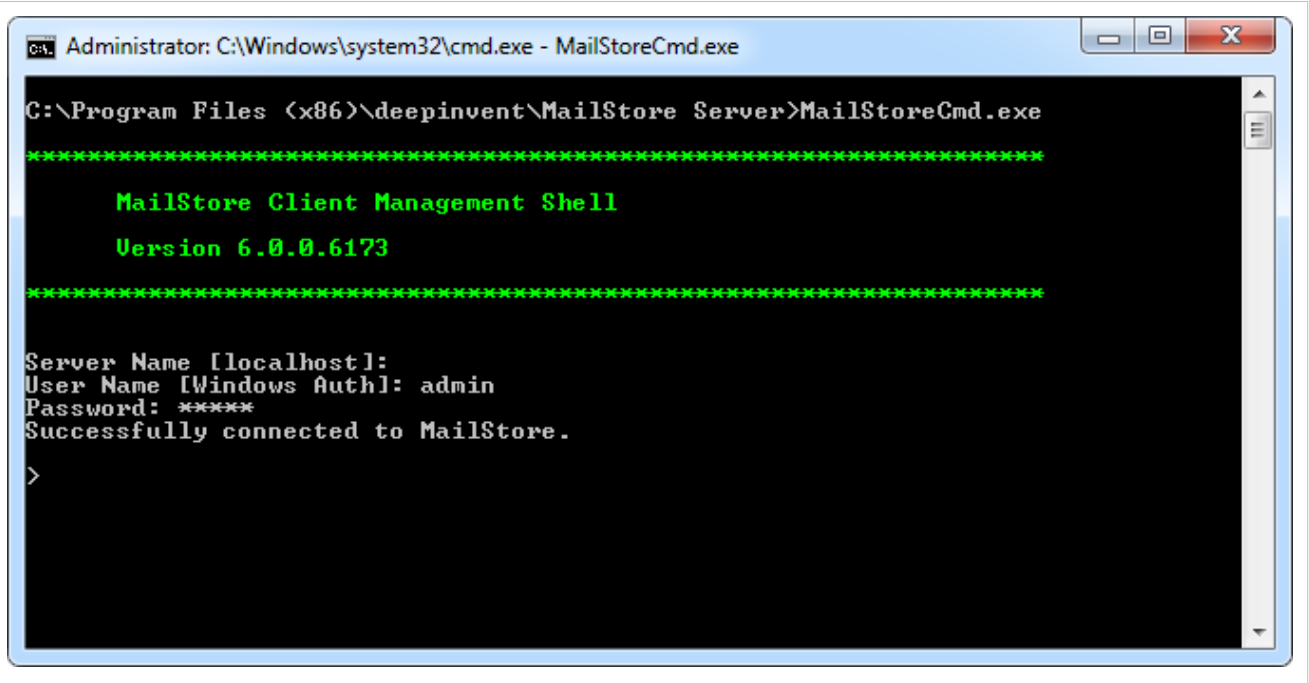 Administrator: C:\Windows\system32\cmd.exe - MailStoreCmd.exe
C:\Program Files (x86)\deepinvent\MailStore Server>MailStoreCmd.exe
*******************************************************************
MailStore Client Management Shell
Version 6.0.0.6173
*******************************************************************
Server Name [localhost]:
User Name [Windows Auth]: admin
Password: *****
Successfully connected to MailStore.
>